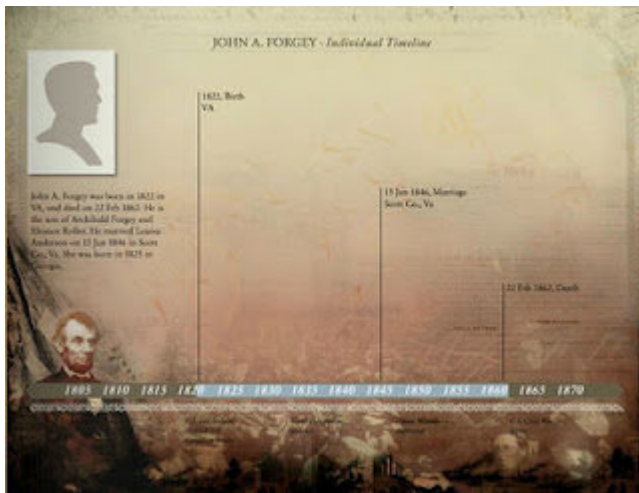 JOHN A. FORGEY - Individual Timeline
1822, Birth
VA
15 Jan 1846, Marriage
Scott Co., Va
John A. Forgey was born in 1822 in
VA, and died on 22 Feb 1862. He is
the son of Archibald Forgey and
Eleanor Roller. He married Louisa
Anderson on 15 Jan 1846 in Scott
Co., Va. She was born in 1825 in
Georgia.
22 Feb 1862, Death
1805 1810 1815 182 1825 1830 1835 1840 1845 1850 1855 1860 1865 1870